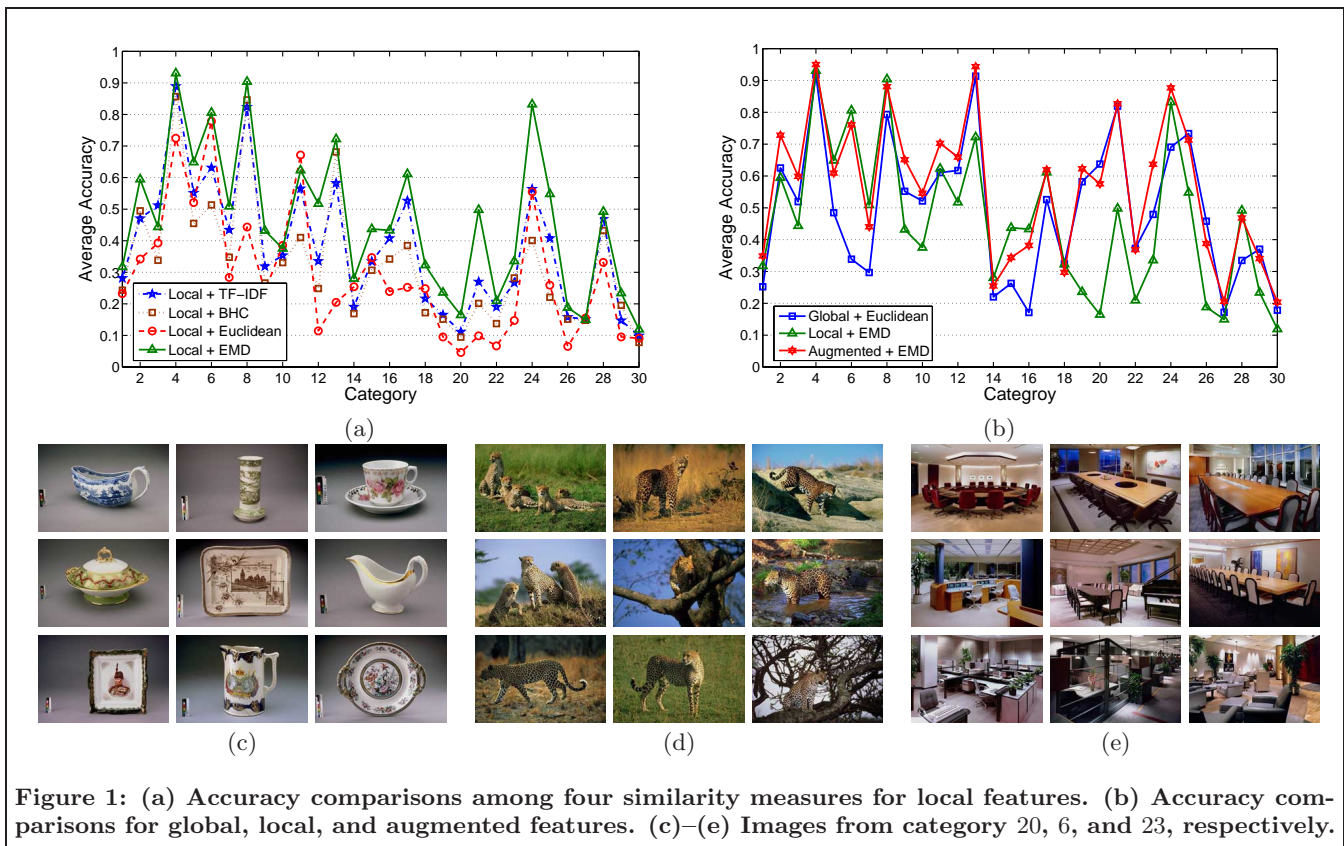 1
0.9
0.8
0.7
0.6
0.5
0.4
0.3
0.2
0.1
0
Average Accuracy
Local + TF–IDF
Local + BHC
Local + Euclidean
Local + EMD
2 4 6 8 10 12 14 16 18 20 22 24 26 28 30
Category
(a)
1
0.9
0.8
0.7
0.6
0.5
0.4
0.3
0.2
0.1
0
Average Accuracy
Global + Euclidean
Local + EMD
Augmented + EMD
2 4 6 8 10 12 14 16 18 20 22 24 26 28 30
Categroy
(b)
(c)
(d)
(e)
Figure 1: (a) Accuracy comparisons among four similarity measures for local features. (b) Accuracy com-
parisons for global, local, and augmented features. (c)–(e) Images from category 20, 6, and 23, respectively.